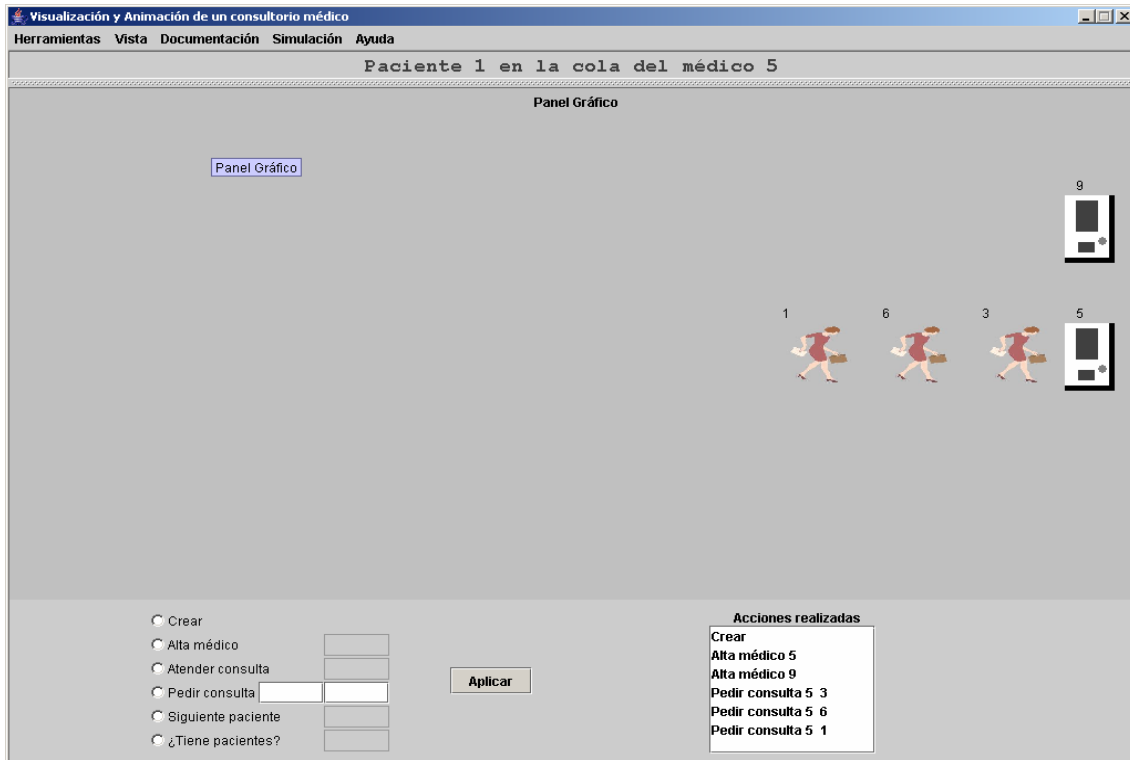 Visualización y Animación de un consultorio médico
Herramientas Vista Documentación Simulación Ayuda
Paciente 1 en la cola del médico 5
Panel Gráfico
Panel Gráfico
9
1 6 3 5
Crear
Alta médico
Atender consulta
Pedir consulta
Siguiente paciente
¿Tiene pacientes?
Aplicar
Acciones realizadas
Crear
Alta médico 5
Alta médico 9
Pedir consulta 5 3
Pedir consulta 5 6
Pedir consulta 5 1